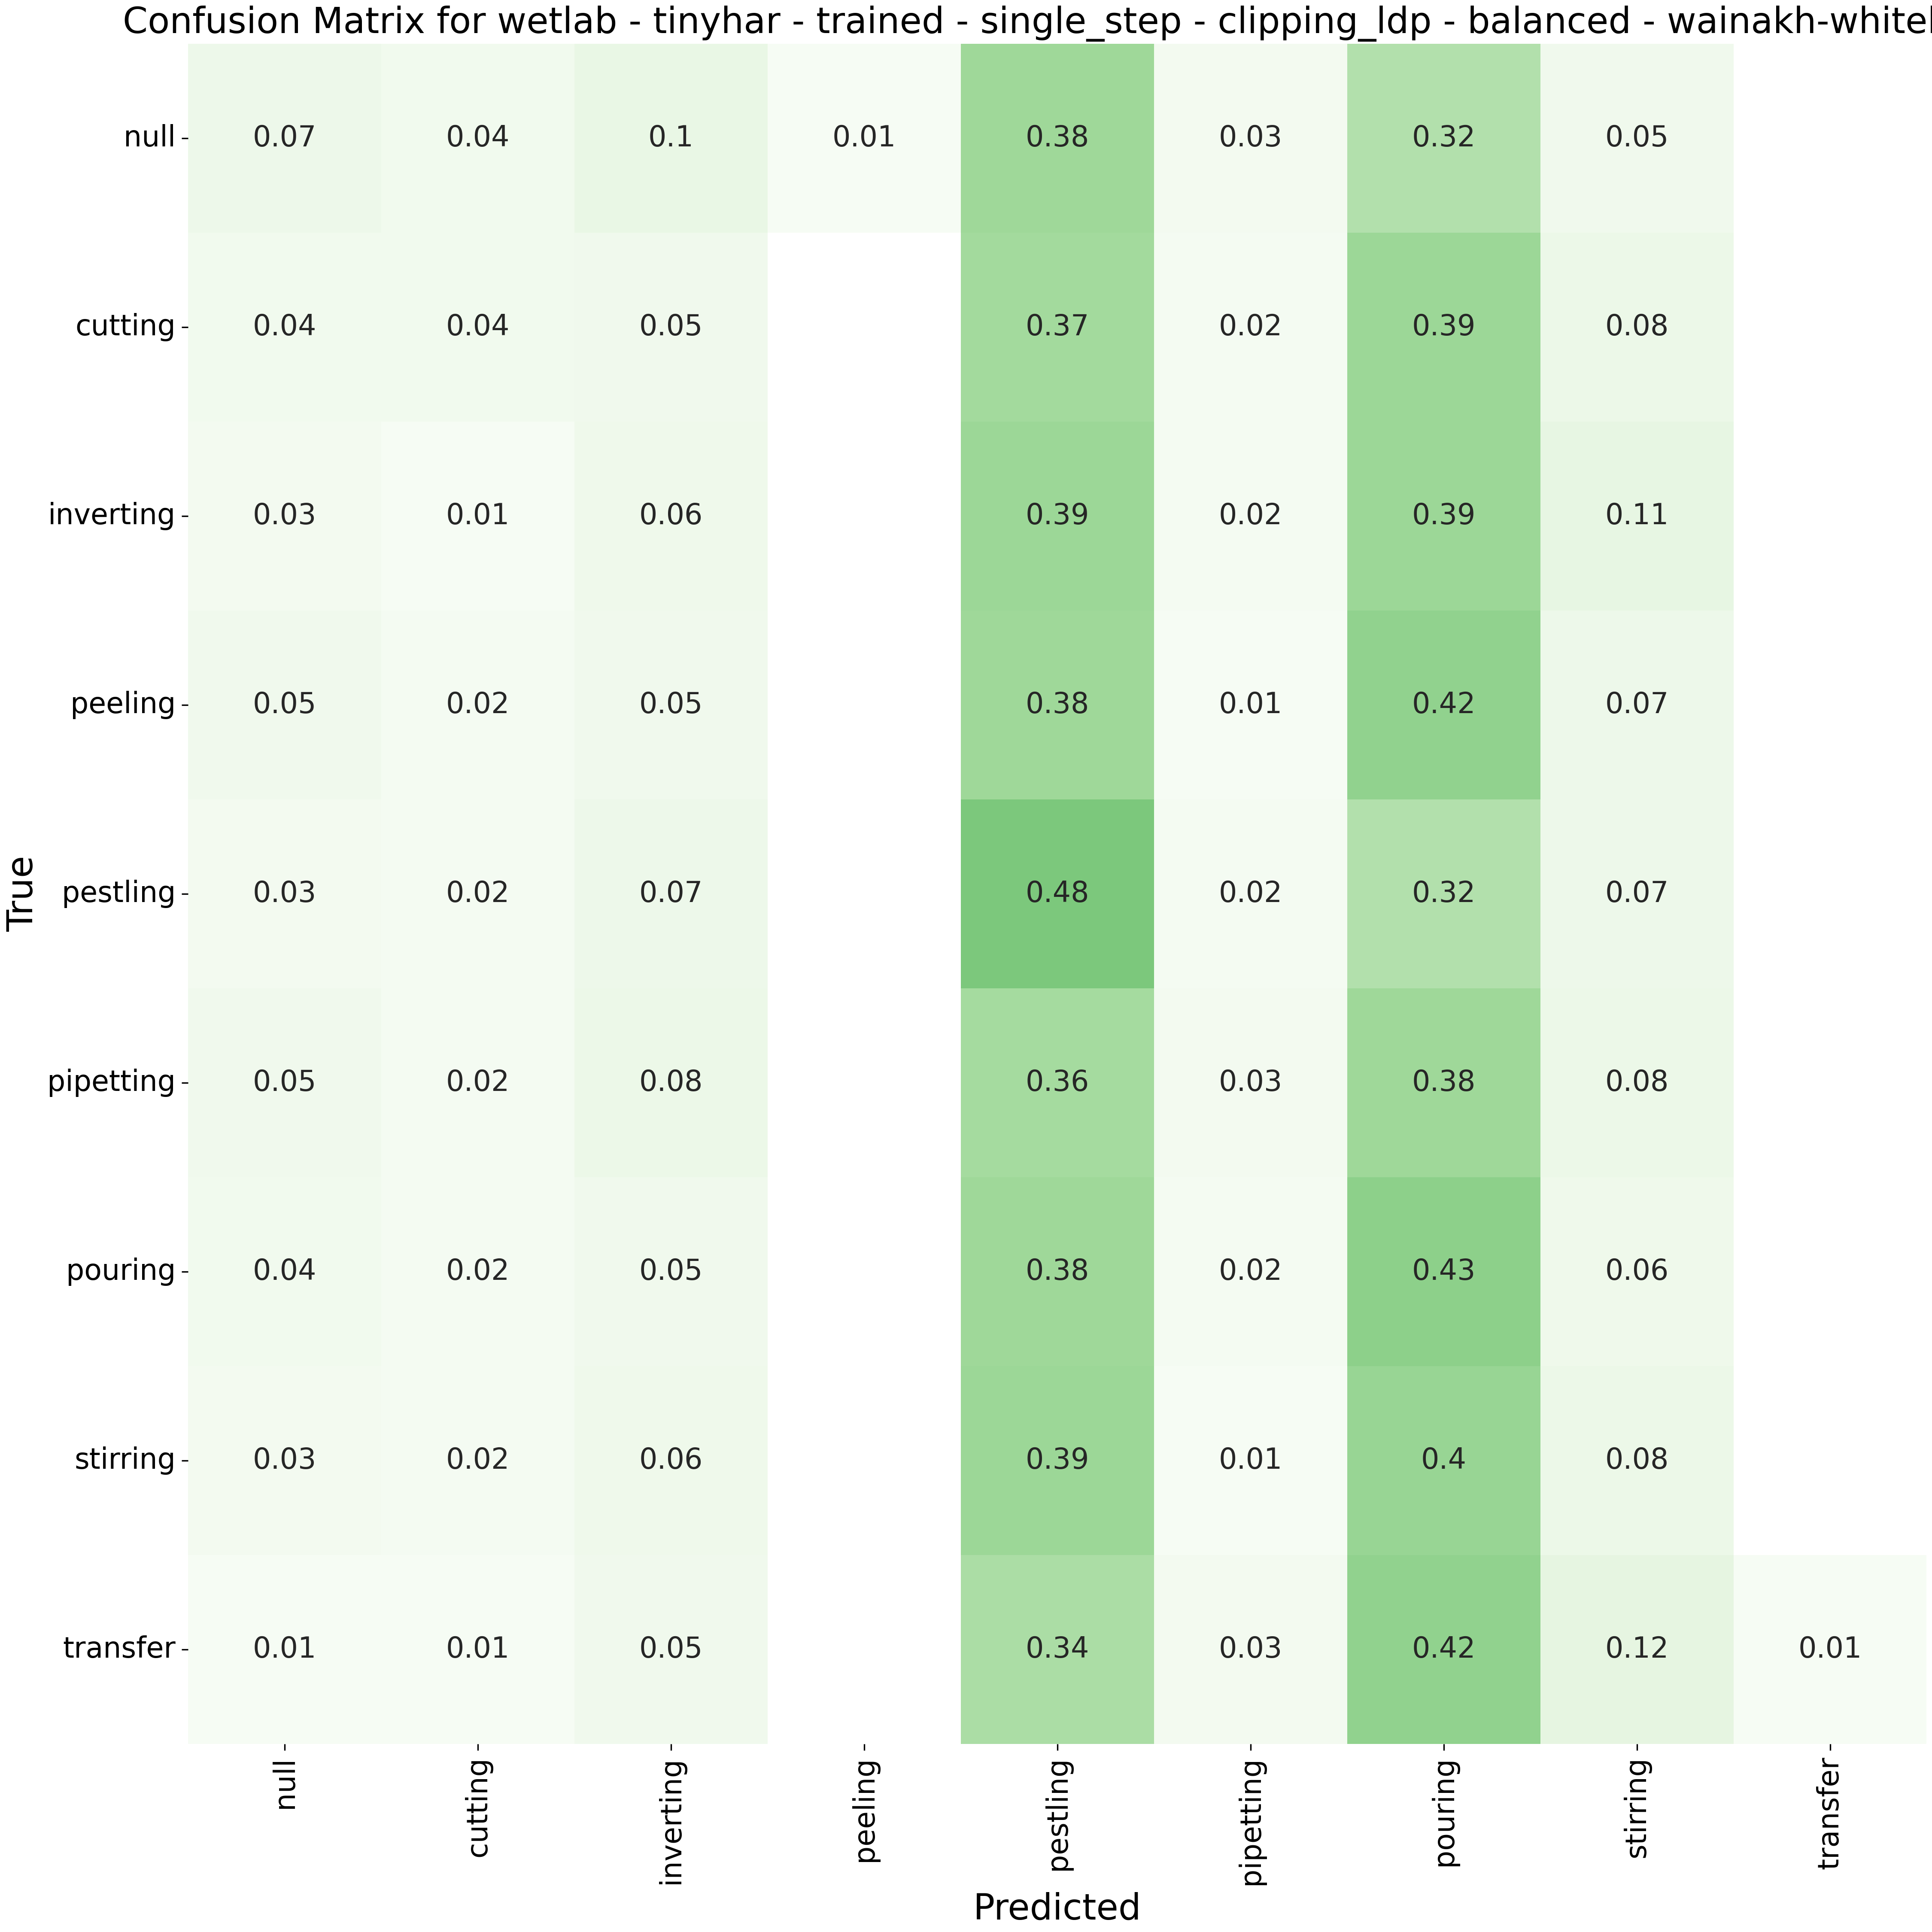 Confusion Matrix for wetlab - tinyhar - trained - single_step - clipping_ldp - balanced - wainakh-whitel
null 0.07 0.04 0.1 0.01 0.38 0.03 0.32 0.05
cutting 0.04 0.04 0.05 0.37 0.02 0.39 0.08
inverting 0.03 0.01 0.06 0.39 0.02 0.39 0.11
peeling 0.05 0.02 0.05 0.38 0.01 0.42 0.07
pestling 0.03 0.02 0.07 0.48 0.02 0.32 0.07
pipetting 0.05 0.02 0.08 0.36 0.03 0.38 0.08
pouring 0.04 0.02 0.05 0.38 0.02 0.43 0.06
stirring 0.03 0.02 0.06 0.39 0.01 0.4 0.08
transfer 0.01 0.01 0.05 0.34 0.03 0.42 0.12 0.01
True
null cutting inverting peeling pestling pipetting pouring stirring transfer
Predicted